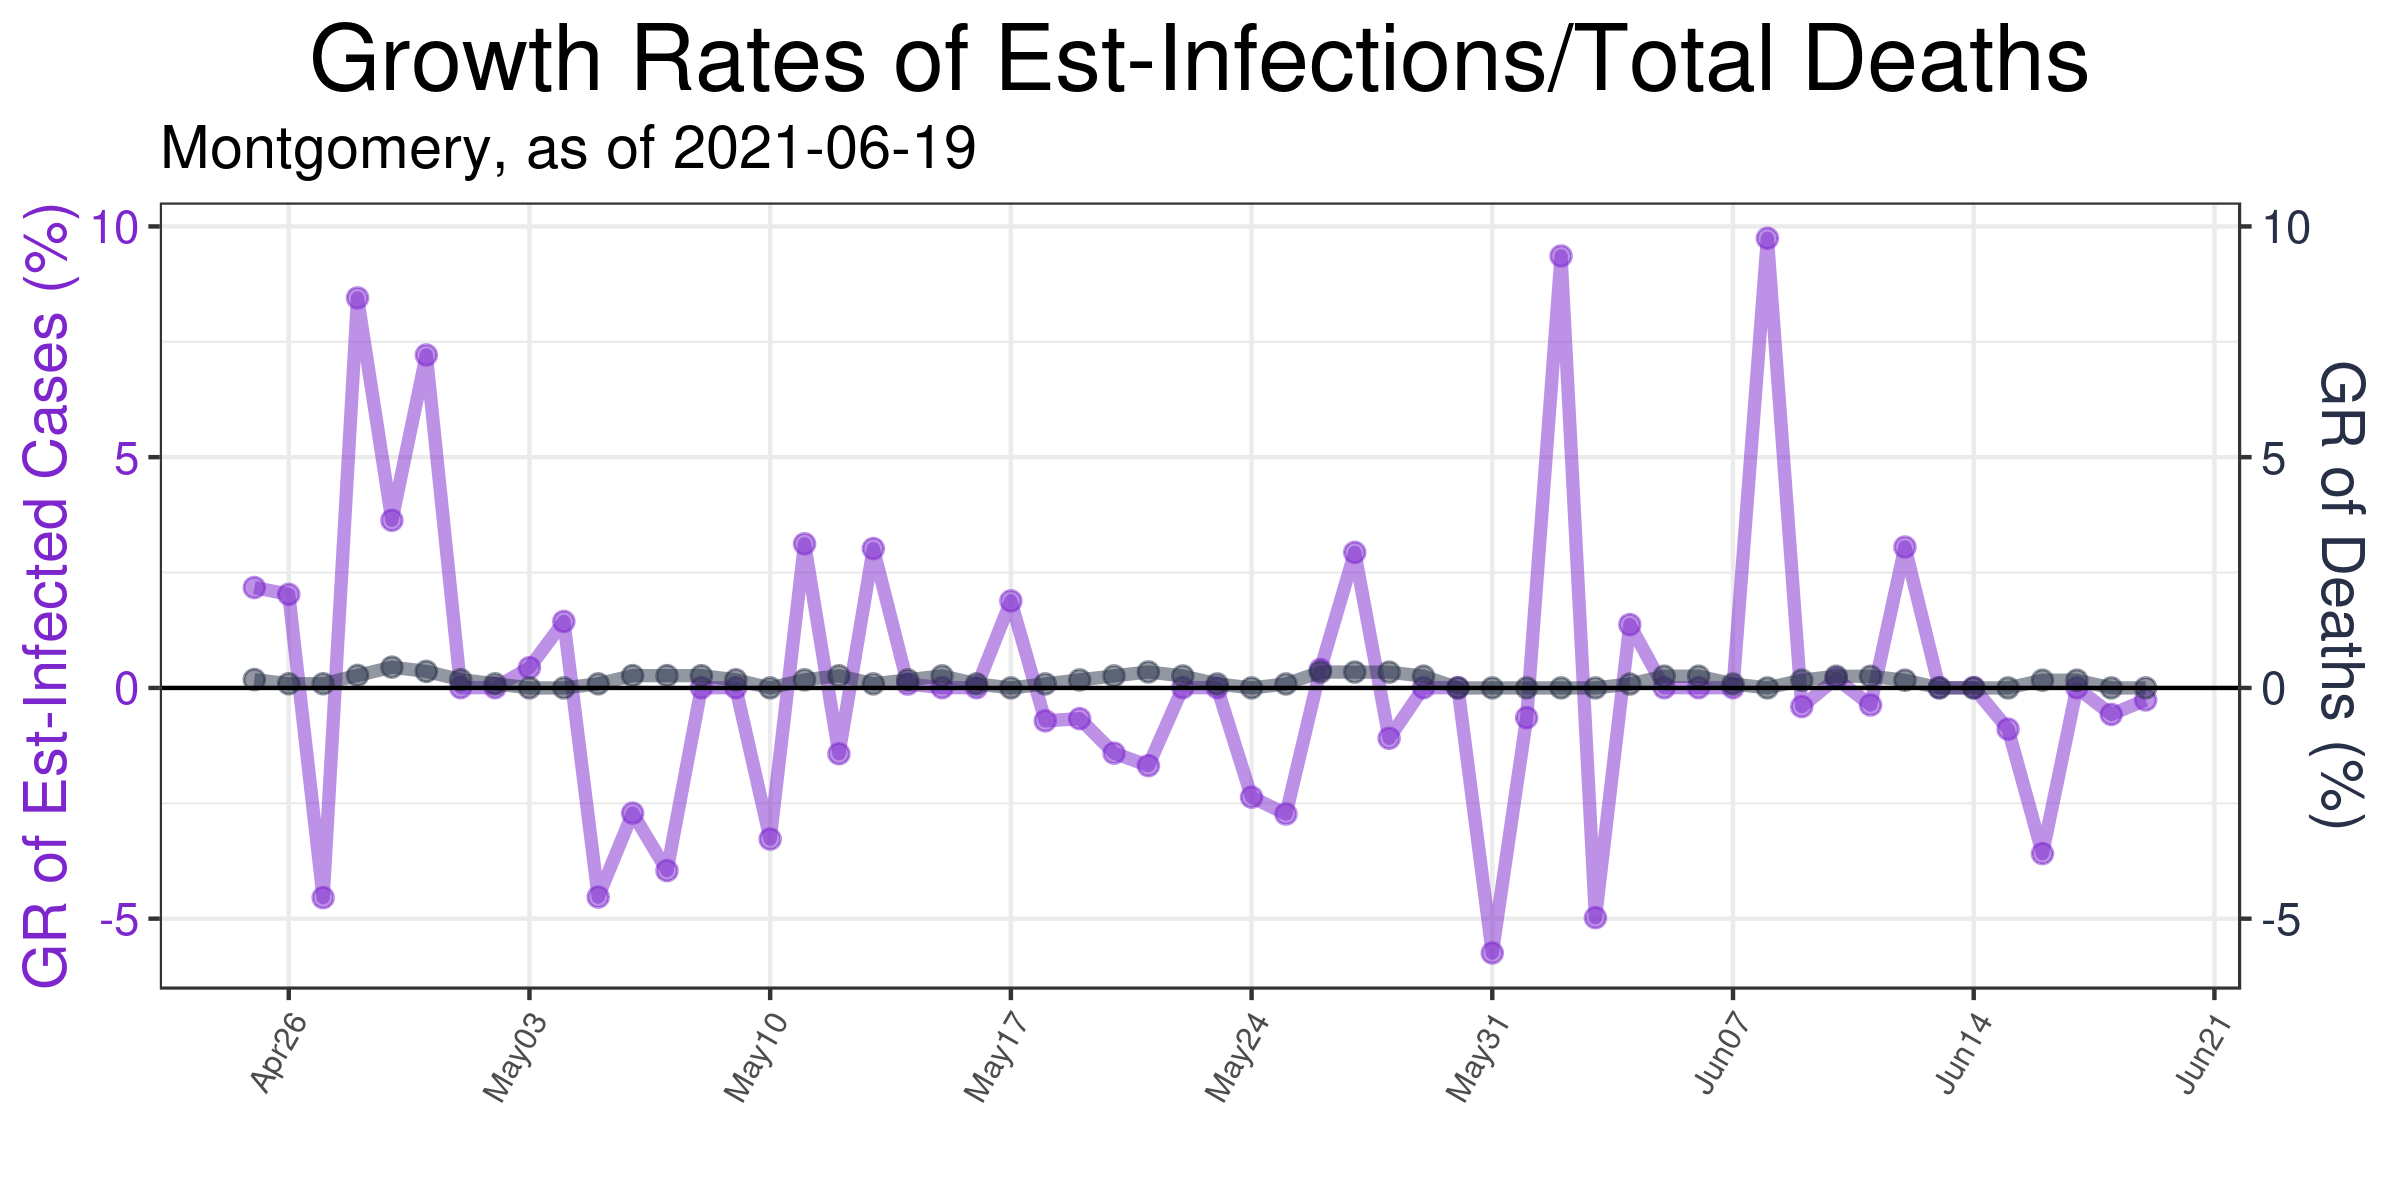 Growth Rates of Est-Infections/Total Deaths
Montgomery, as of 2021-06-19
GR of Est-Infected Cases (%)
10
5
0
-5
10
5
0
-5
GR of Deaths (%)
Apr26
May03
May10
May17
May24
May31
Jun07
Jun14
Jun21